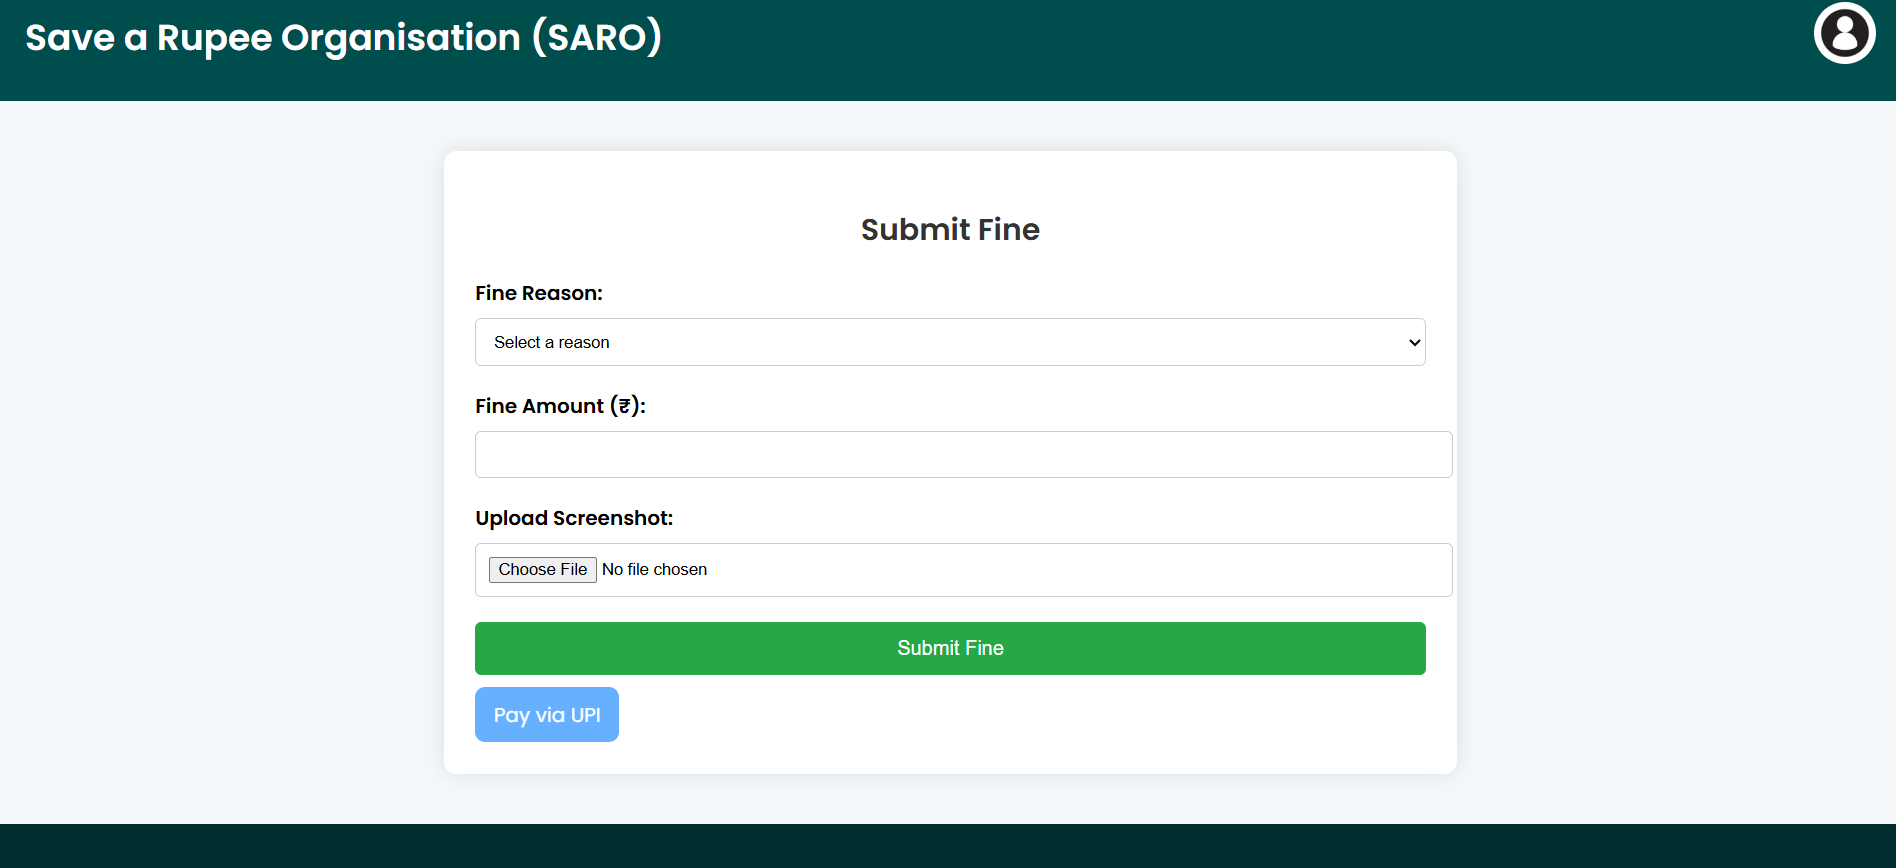 Save a Rupee Organisation (SARO)
Submit Fine
Fine Reason:
Select a reason
Fine Amount (₹):
Upload Screenshot:
Choose File No file chosen
Submit Fine
Pay via UPI